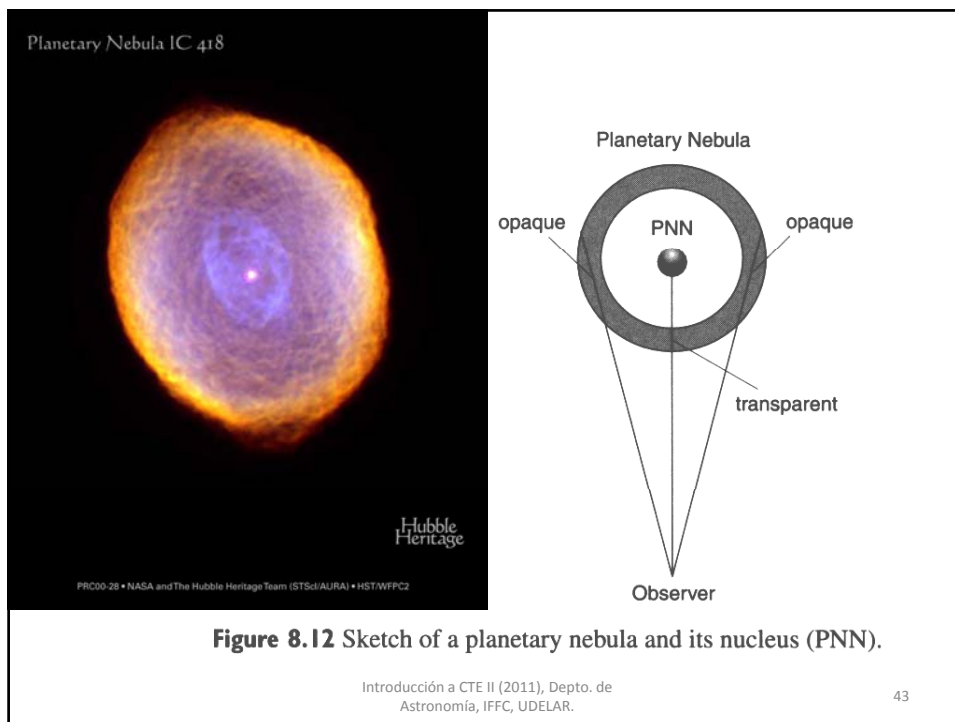 Planetary Nebula IC 418
Hubble
Heritage
PRC00-28 • NASA and The Hubble Heritage Team (STScI/AURA) • HST/WFPC2
Planetary Nebula
opaque
PNN
opaque
transparent
Observer
Figure 8.12 Sketch of a planetary nebula and its nucleus (PNN).
Introducción a CTE II (2011), Depto. de
Astronomía, IFFC, UDELAR.
43